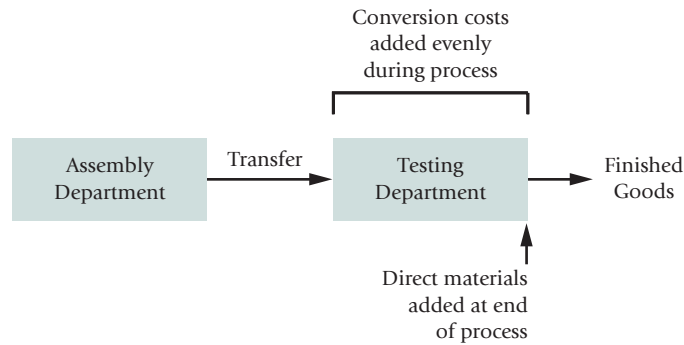 Conversion costs
added evenly
during process
Assembly
Department
Transfer
Testing
Department
Finished
Goods
Direct materials
added at end
of process